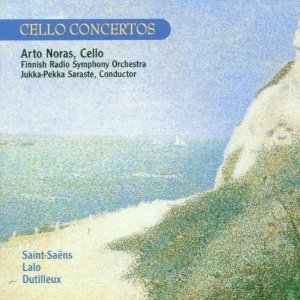 CELLO CONCERTOS
Arto Noras, Cello
Finnish Radio Symphony Orchestra
Jukka-Pekka Saraste, Conductor
Saint-Saëns
Lalo
Dutilleux